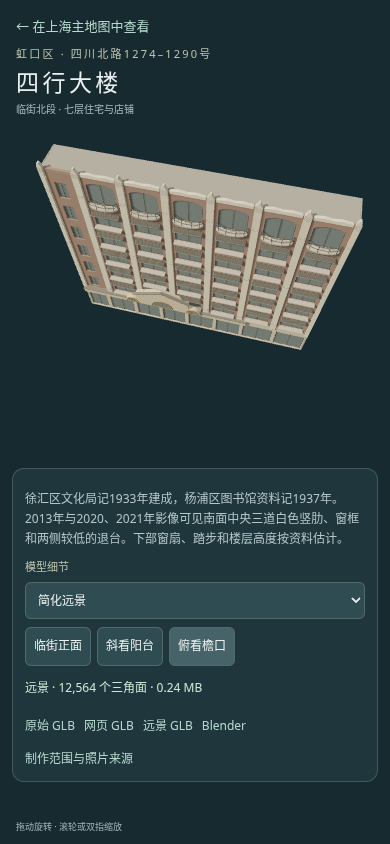 ← 在上海主地图中查看
虹口区 · 四川北路1274–1290号
四行大楼
临街北段 · 七层住宅与店铺
徐汇区文化局记1933年建成，杨浦区图书馆资料记1937年。
2013年与2020、2021年影像可见南面中央三道白色竖肋、窗框
和两侧较低的退台。下部窗扇、踏步和楼层高度按资料估计。
模型细节
简化远景
临街正面 斜看阳台 俯看檐口
远景 · 12,564 个三角面 · 0.24 MB
原始 GLB 网页 GLB 远景 GLB Blender
制作范围与照片来源
拖动旋转 · 滚轮或双指缩放